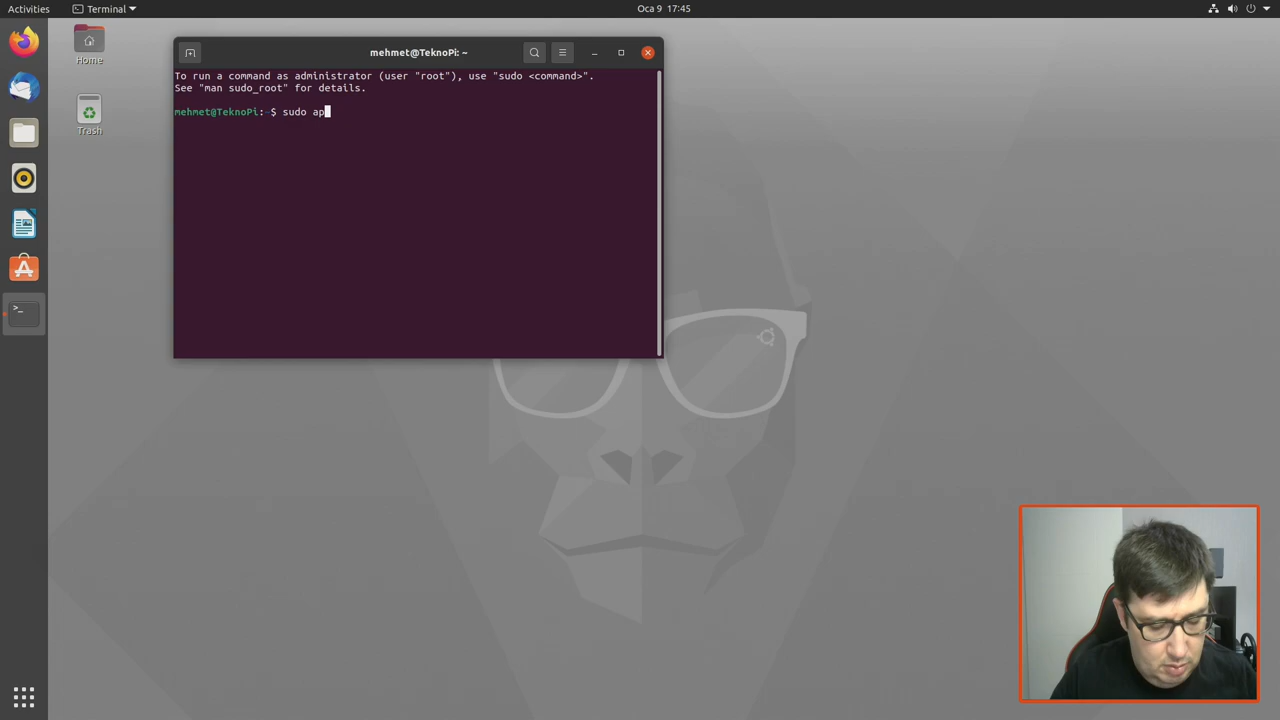 Activities
Terminal
Oca 9 17:45
Home
Trash
mehmet@TeknoPi: ~
To run a command as administrator (user "root"), use "sudo <command>".
See "man sudo_root" for details.
mehmet@TeknoPi:~$ sudo ap
>_